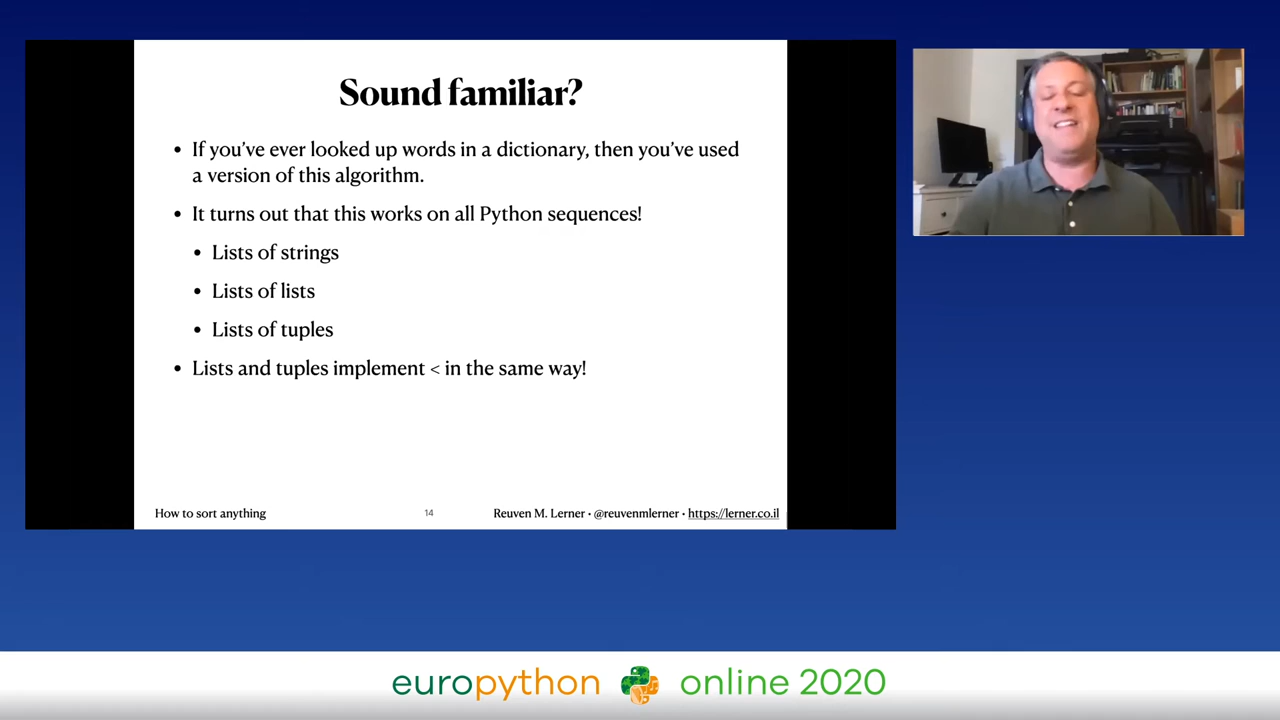 Sound familiar?
• If you've ever looked up words in a dictionary, then you've used
a version of this algorithm.
• It turns out that this works on all Python sequences!
• Lists of strings
• Lists of lists
• Lists of tuples
• Lists and tuples implement < in the same way!
How to sort anything
14
Reuven M. Lerner • @reuvenmlerner • https://lerner.co.il
europython online 2020